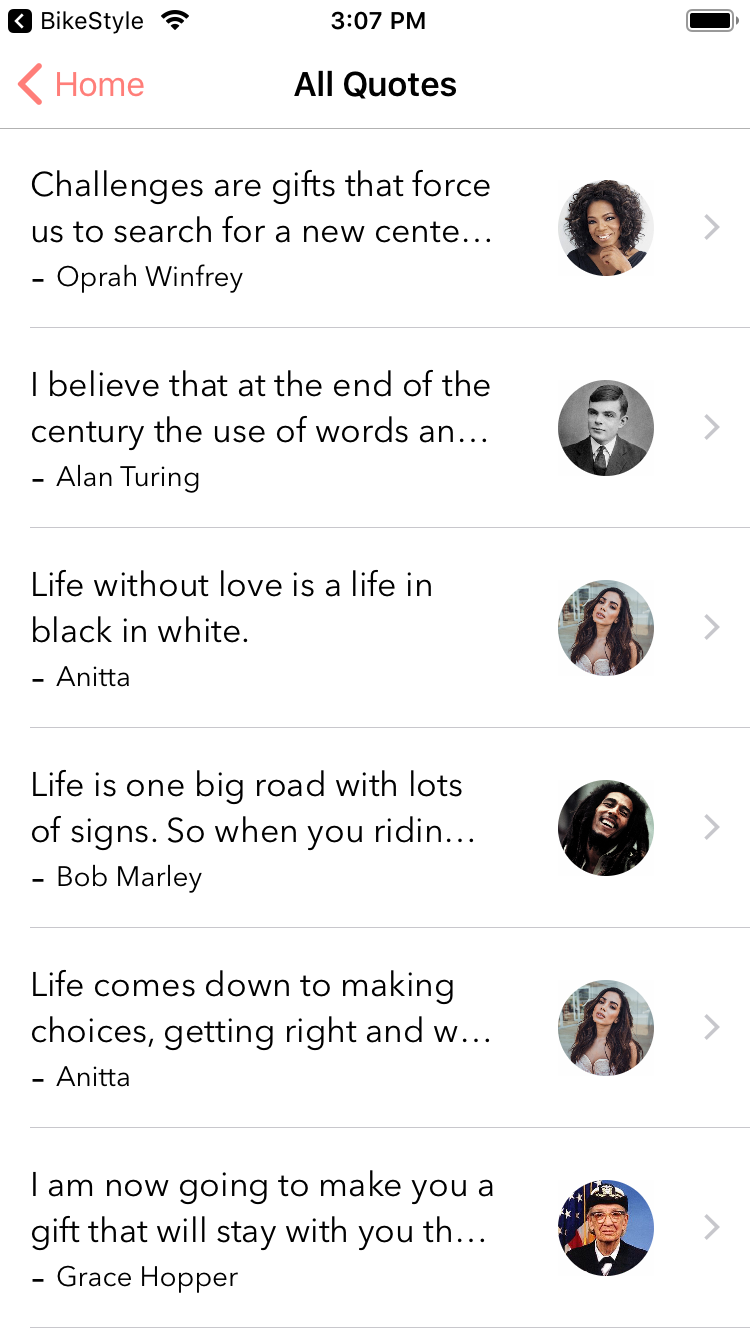 BikeStyle
3:07 PM
Home
All Quotes
Challenges are gifts that force
us to search for a new cente…
– Oprah Winfrey
I believe that at the end of the
century the use of words an…
– Alan Turing
Life without love is a life in
black in white.
– Anitta
Life is one big road with lots
of signs. So when you ridin…
– Bob Marley
Life comes down to making
choices, getting right and w…
– Anitta
I am now going to make you a
gift that will stay with you th…
– Grace Hopper